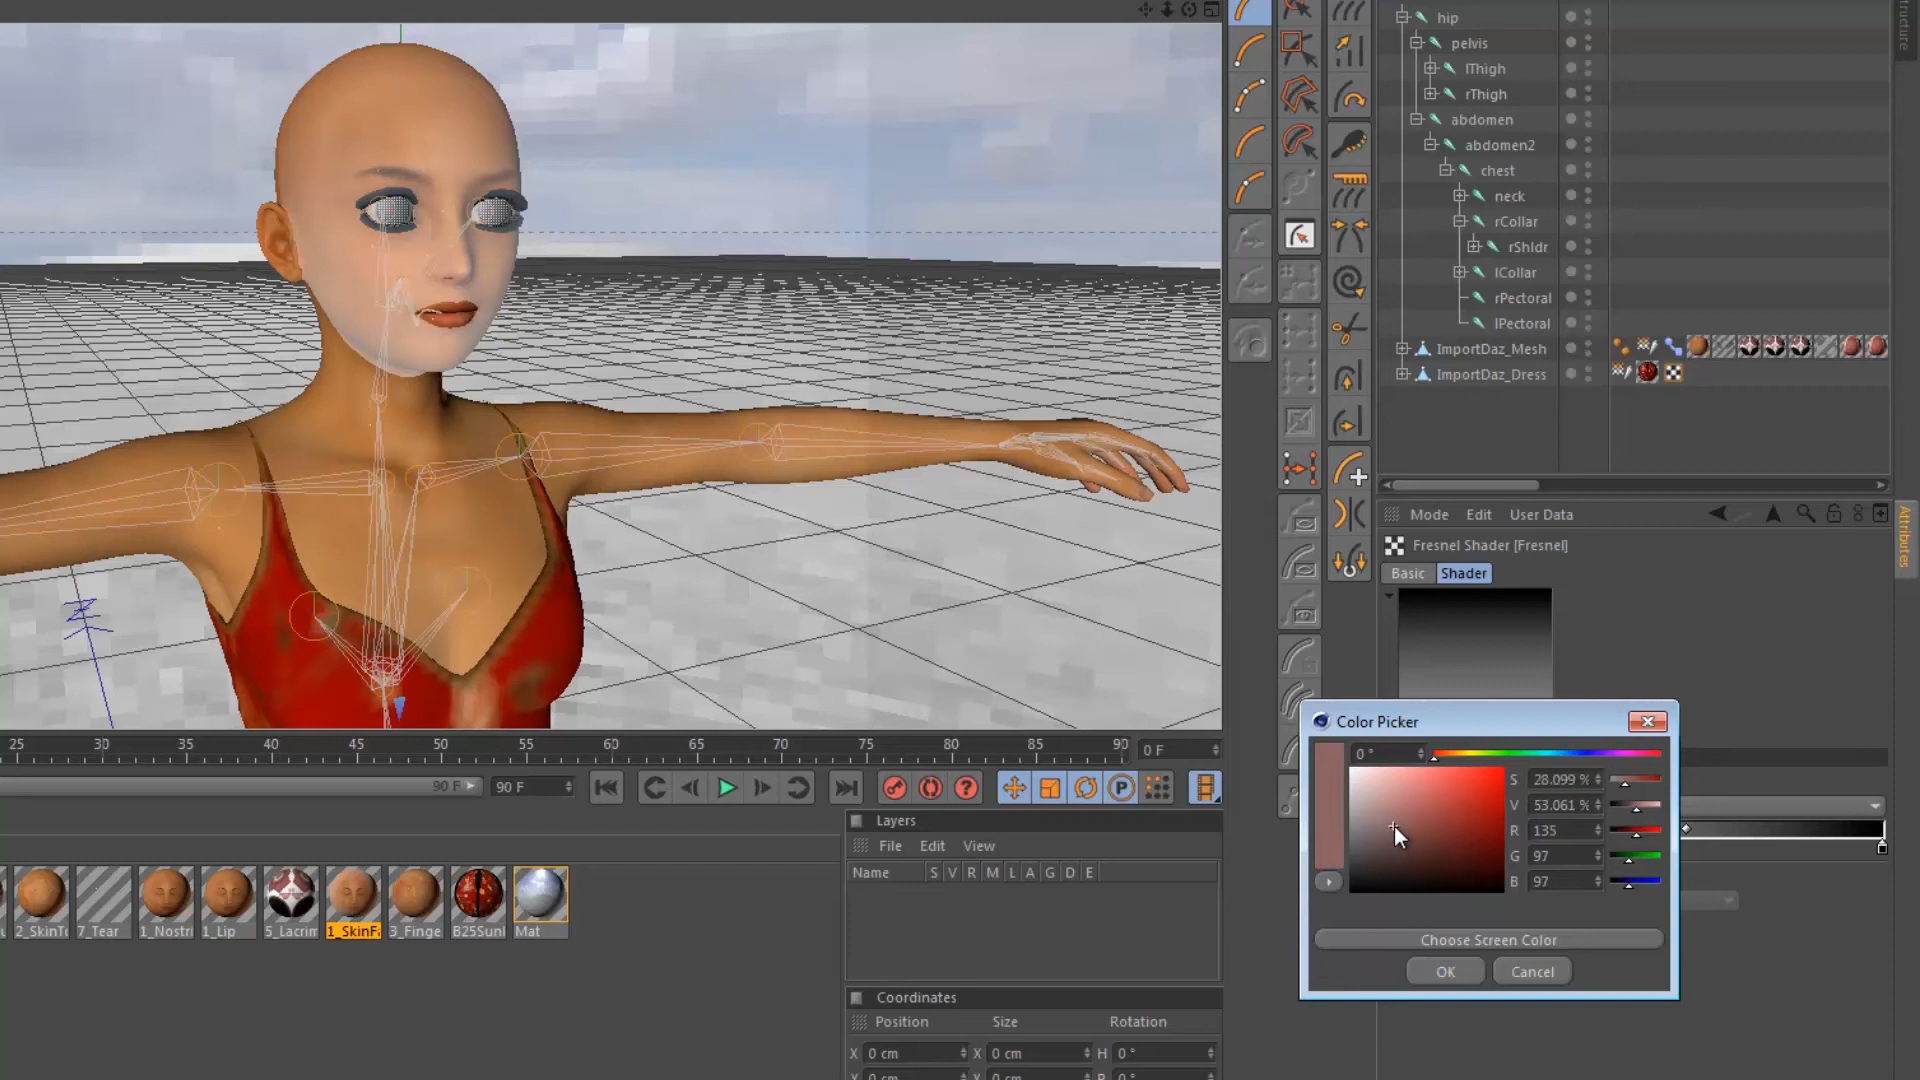 hip
pelvis
lThigh
rThigh
abdomen
abdomen2
chest
neck
rCollar
rShldr
lCollar
rPectoral
lPectoral
ImportDaz_Mesh
ImportDaz_Dress
Mode Edit User Data
Attributes
Fresnel Shader [Fresnel]
Basic Shader
Color Picker
0 °
S 28.099 %
V 53.061 %
R 135
G 97
B 97
Choose Screen Color
OK Cancel
25 30 35 40 45 50 55 60 65 70 75 80 85 90 0 F
90 F 90 F
Layers
File Edit View
Name S V R M L A G D E
2_SkinTo 7_Tear 1_Nostri 1_Lip 5_Lacrim 1_SkinFa 3_Finge B25Sunl Mat
Coordinates
Position Size Rotation
X 0 cm X 0 cm H 0 °